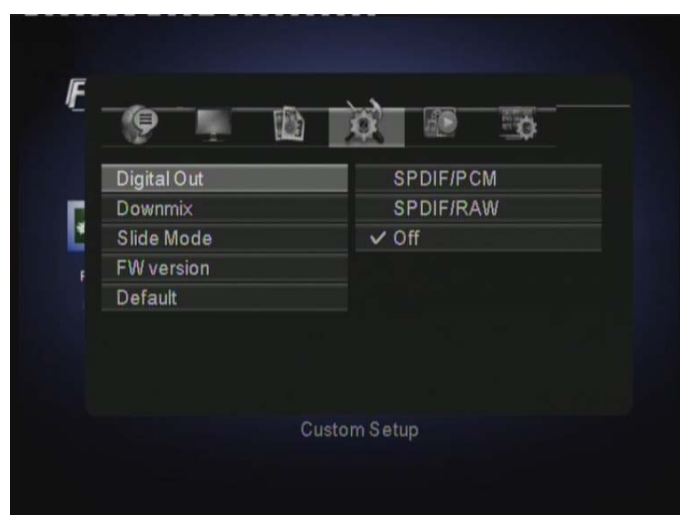 F
Digital Out
SPDIF/PCM
Downmix
SPDIF/RAW
Slide Mode
✓ Off
FW version
Default
Custom Setup